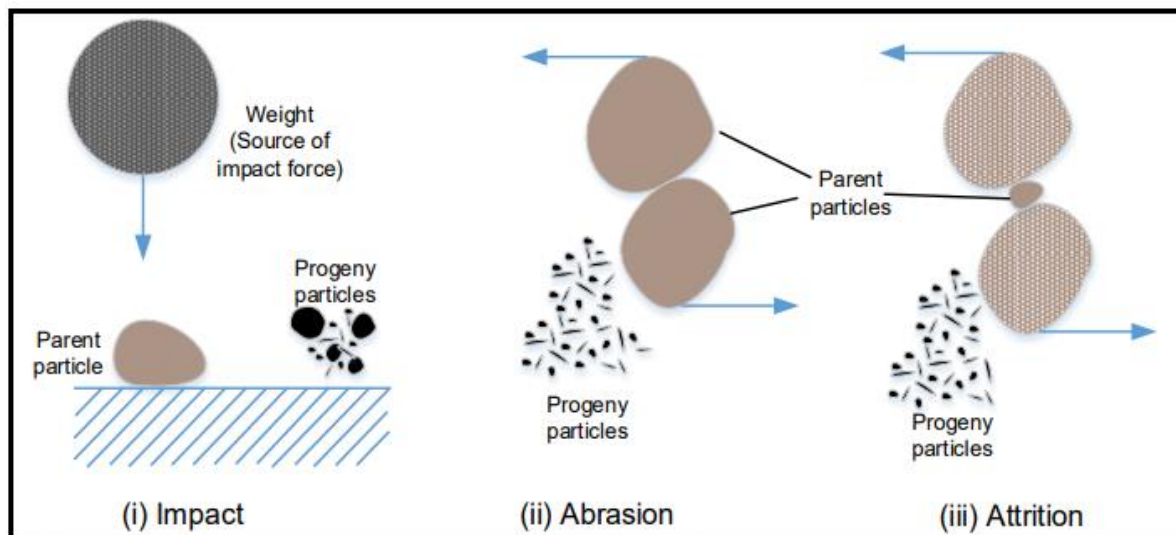 Weight
(Source of
impact force)
Progeny
particles
Parent
particle
(i) Impact
Parent
particles
Progeny
particles
(ii) Abrasion
Progeny
particles
(iii) Attrition